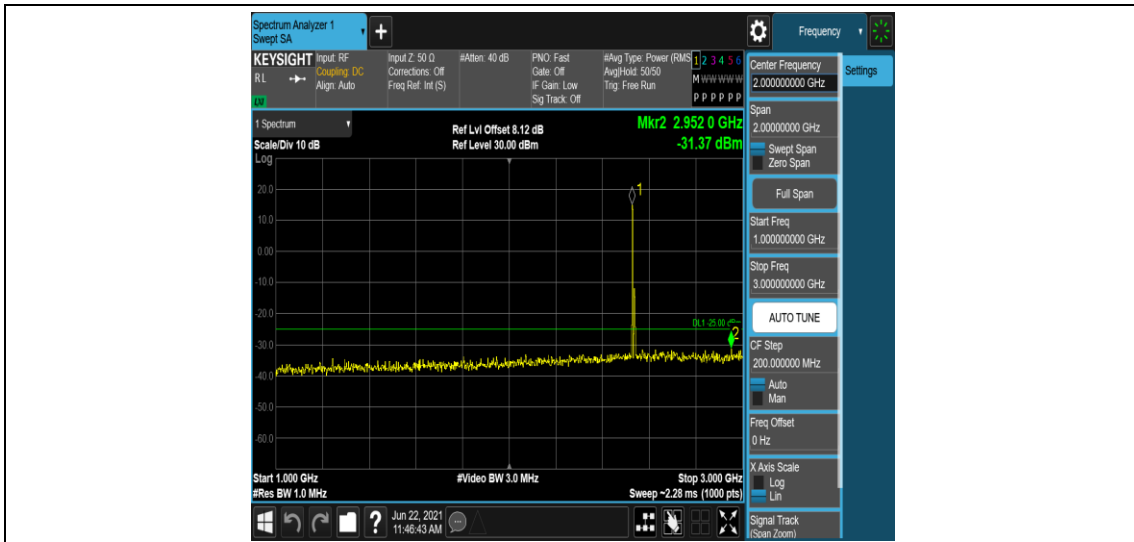 Spectrum Analyzer 1
Swept SA
Frequency
KEYSIGHT
RL
LXI
Input: RF
Coupling: DC
Align: Auto
Input Z: 50 Ω
Corrections: Off
Freq Ref: Int (S)
#Atten: 40 dB
PNO: Fast
Gate: Off
IF Gain: Low
Sig Track: Off
#Avg Type: Power (RMS
Avg|Hold: 50/50
Trig: Free Run
1 2 3 4 5 6
M W W W W W
P P P P P P
1 Spectrum
Scale/Div 10 dB
Log
Ref Lvl Offset 8.12 dB
Ref Level 30.00 dBm
Mkr2 2.952 0 GHz
-31.37 dBm
20.0
10.0
0.00
-10.0
-20.0
-30.0
-40.0
-50.0
-60.0
1
DL1 -25.00 dBm
2
Start 1.000 GHz
#Res BW 1.0 MHz
#Video BW 3.0 MHz
Stop 3.000 GHz
Sweep ~2.28 ms (1000 pts)
Jun 22, 2021
11:46:43 AM
Center Frequency
2.000000000 GHz
Settings
Span
2.00000000 GHz
Swept Span
Zero Span
Full Span
Start Freq
1.000000000 GHz
Stop Freq
3.000000000 GHz
AUTO TUNE
CF Step
200.000000 MHz
Auto
Man
Freq Offset
0 Hz
X Axis Scale
Log
Lin
Signal Track
(Span Zoom)